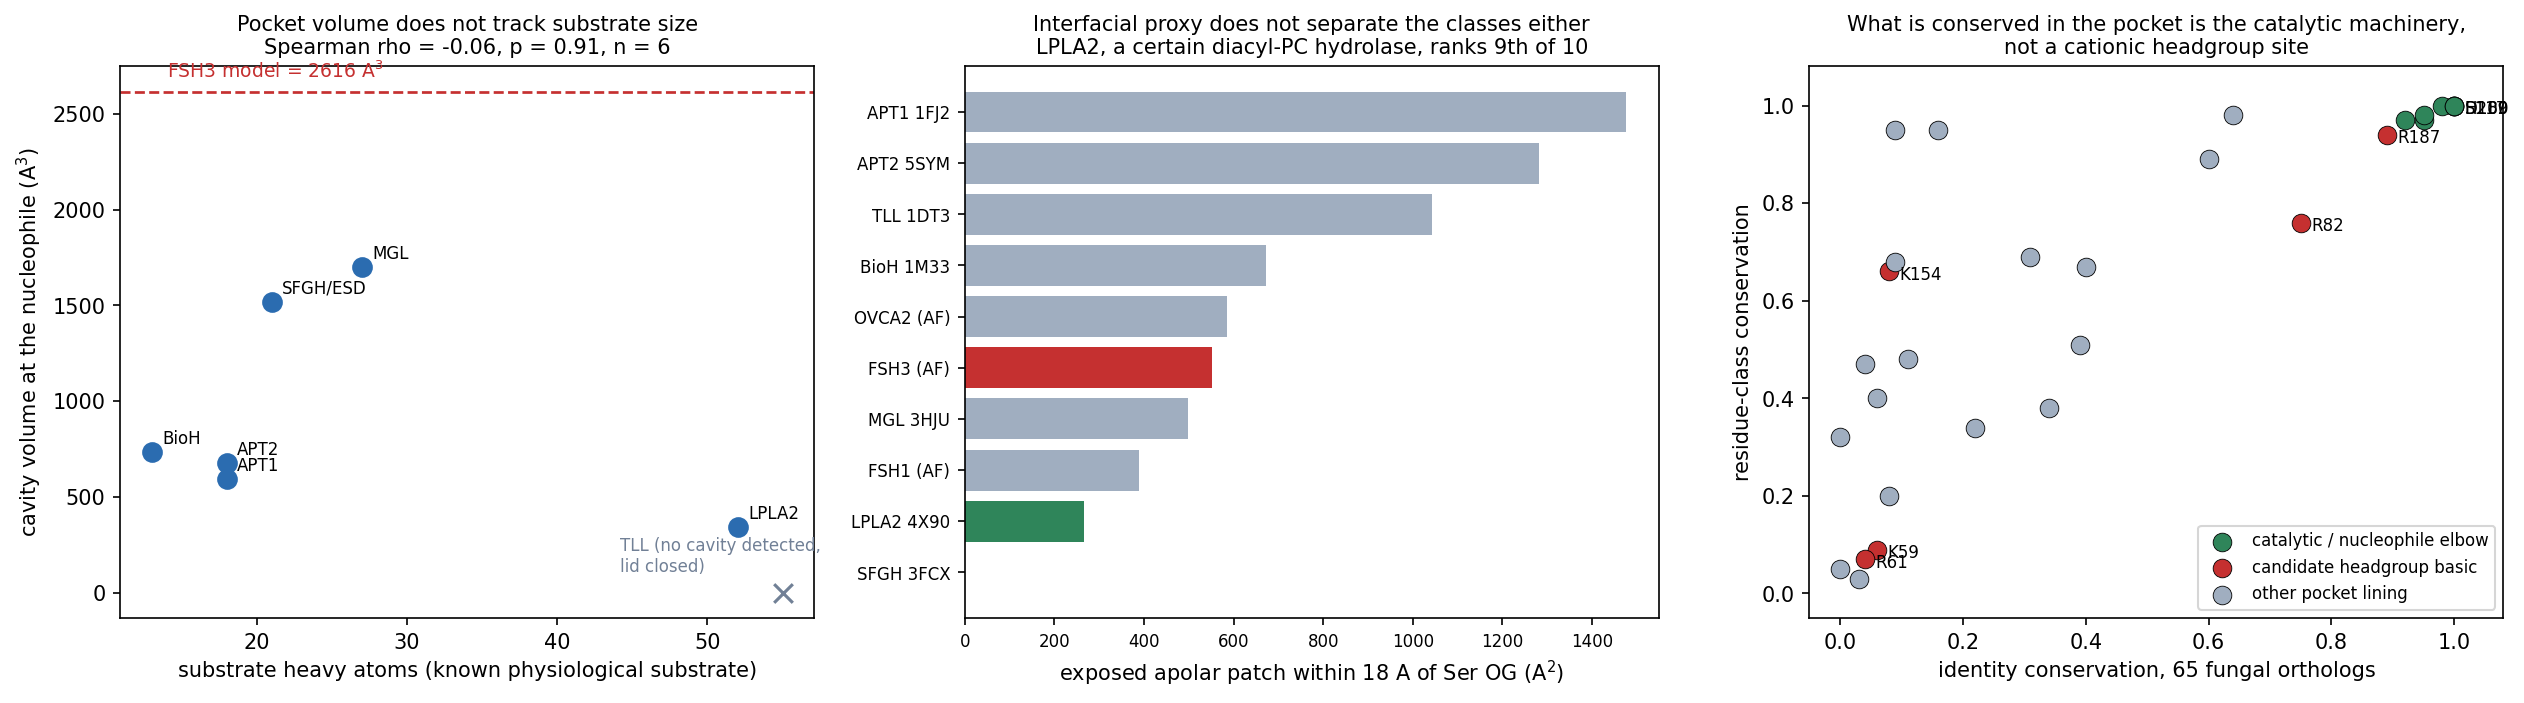 Pocket volume does not track substrate size
Spearman rho = -0.06, p = 0.91, n = 6
FSH3 model = 2616 A³
cavity volume at the nucleophile (A³)
2500
2000
1500
1000
500
0
MGL
SFGH/ESD
BioH
APT2
APT1
LPLA2
TLL (no cavity detected,
lid closed)
20 30 40 50
substrate heavy atoms (known physiological substrate)
Interfacial proxy does not separate the classes either
LPLA2, a certain diacyl-PC hydrolase, ranks 9th of 10
APT1 1FJ2
APT2 5SYM
TLL 1DT3
BioH 1M33
OVCA2 (AF)
FSH3 (AF)
MGL 3HJU
FSH1 (AF)
LPLA2 4X90
SFGH 3FCX
0 200 400 600 800 1000 1200 1400
exposed apolar patch within 18 A of Ser OG (A²)
What is conserved in the pocket is the catalytic machinery,
not a cationic headgroup site
residue-class conservation
1.0
0.8
0.6
0.4
0.2
0.0
R187
R82
K154
K59
R61
catalytic / nucleophile elbow
candidate headgroup basic
other pocket lining
0.0 0.2 0.4 0.6 0.8 1.0
identity conservation, 65 fungal orthologs